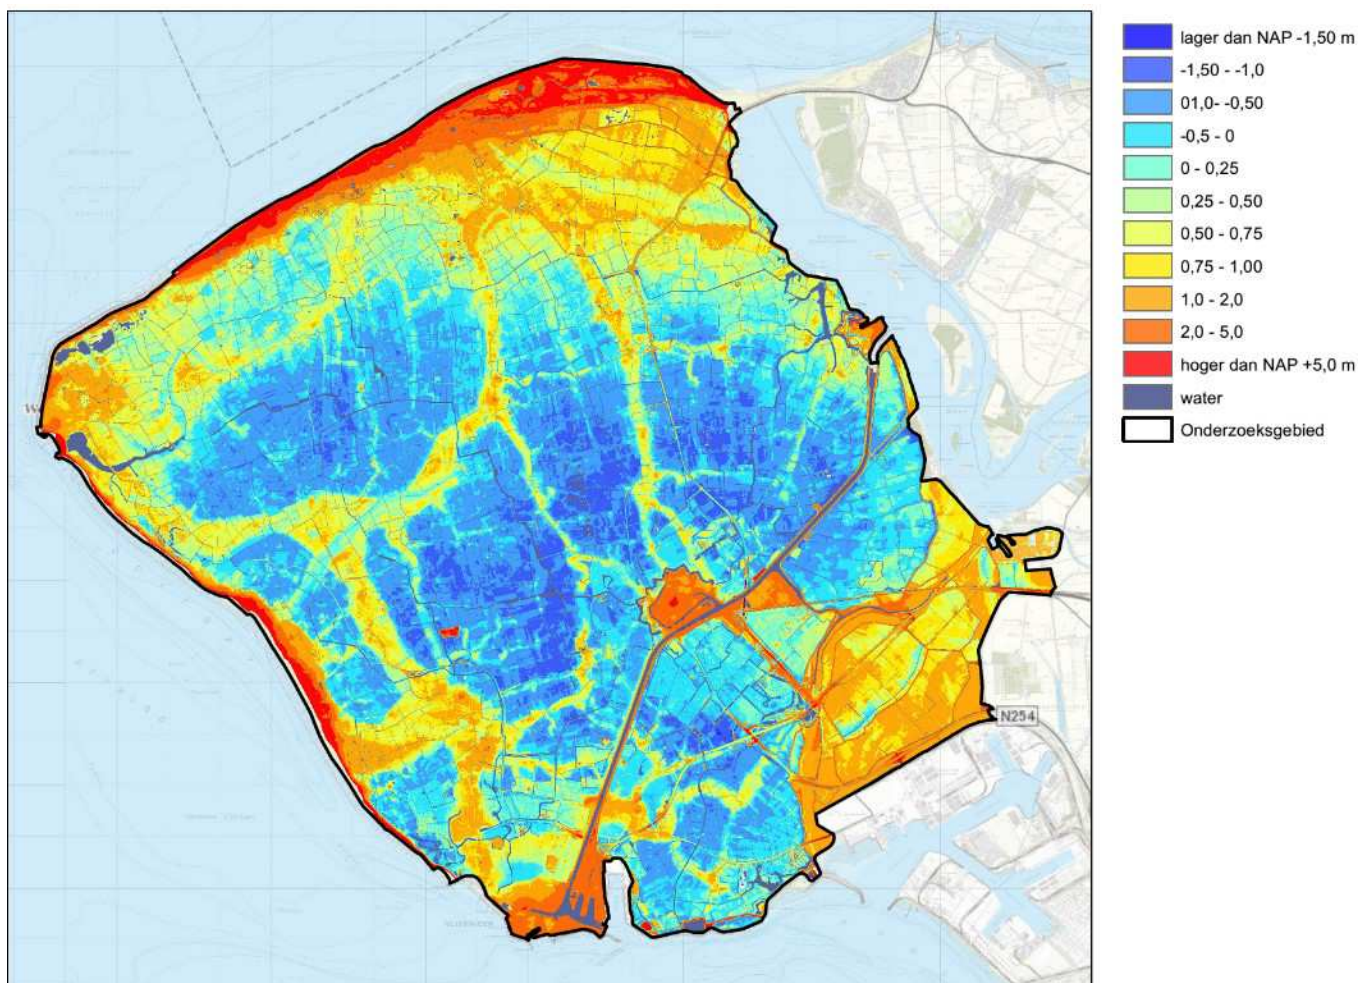 lager dan NAP -1,50 m
-1,50 - -1,0
01,0- -0,50
-0,5 - 0
0 - 0,25
0,25 - 0,50
0,50 - 0,75
0,75 - 1,00
1,0 - 2,0
2,0 - 5,0
hoger dan NAP +5,0 m
water
Onderzoeksgebied
N254